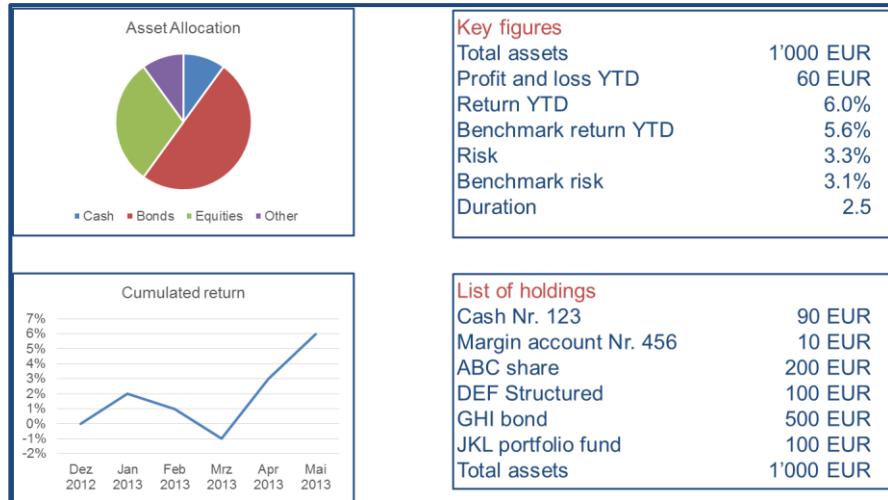 Asset Allocation
Cash Bonds Equities Other
Key figures
Total assets 1'000 EUR
Profit and loss YTD 60 EUR
Return YTD 6.0%
Benchmark return YTD 5.6%
Risk 3.3%
Benchmark risk 3.1%
Duration 2.5
Cumulated return
7%
6%
5%
4%
3%
2%
1%
0%
-1%
-2%
Dez Jan Feb Mrz Apr Mai
2012 2013 2013 2013 2013 2013
List of holdings
Cash Nr. 123 90 EUR
Margin account Nr. 456 10 EUR
ABC share 200 EUR
DEF Structured 100 EUR
GHI bond 500 EUR
JKL portfolio fund 100 EUR
Total assets 1'000 EUR